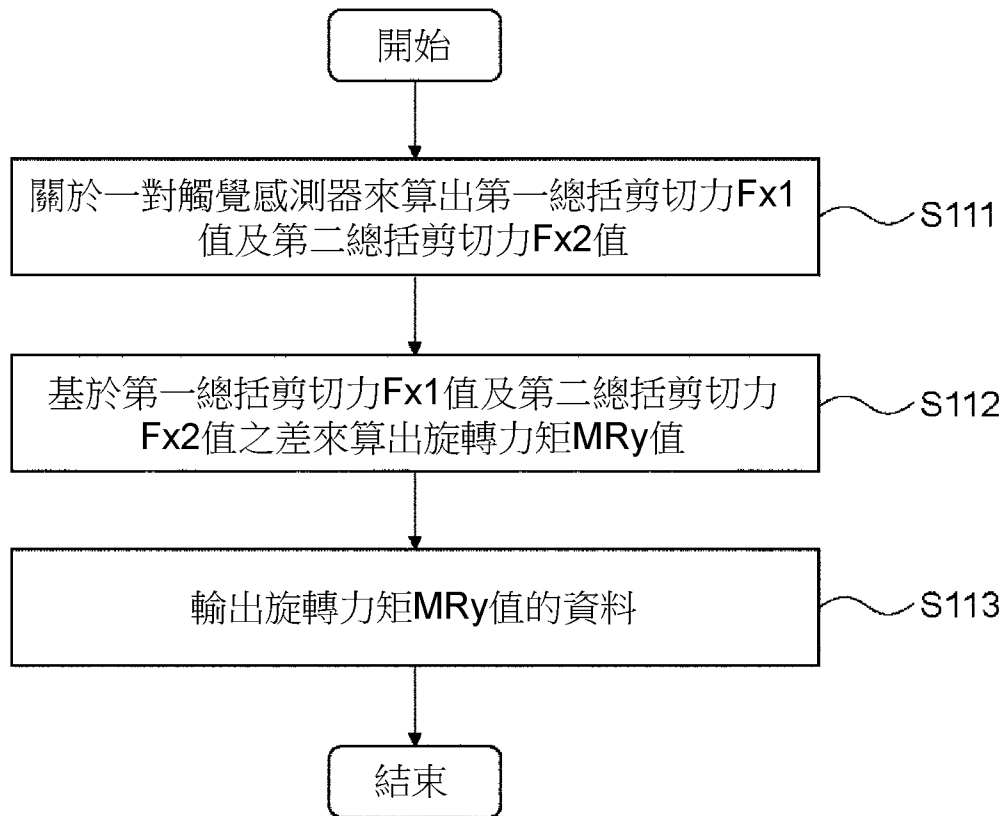 開始
關於一對觸覺感測器來算出第一總括剪切力Fx1
值及第二總括剪切力Fx2值
S111
基於第一總括剪切力Fx1值及第二總括剪切力
Fx2值之差來算出旋轉力矩MRy值
S112
輸出旋轉力矩MRy值的資料
S113
結束